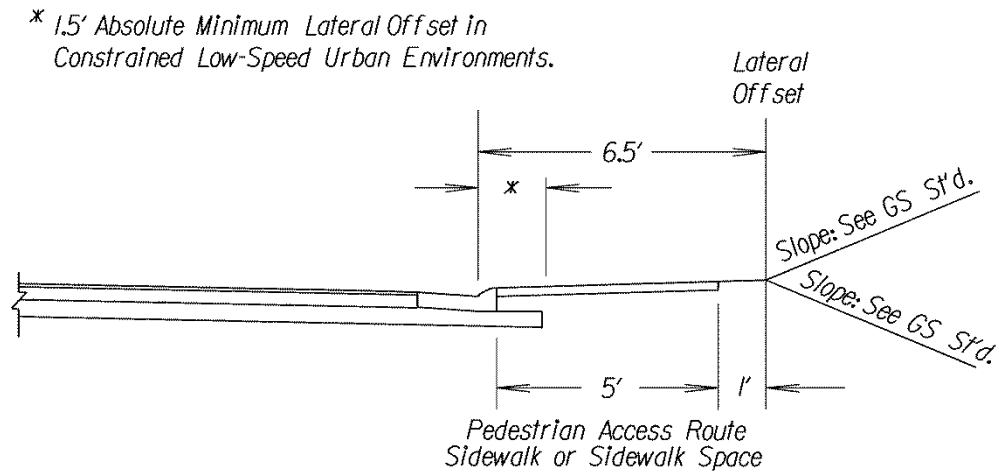 * 1.5' Absolute Minimum Lateral Offset in
Constrained Low-Speed Urban Environments.
Lateral
Offset
6.5'
*
Slope: See GS St'd.
Slope: See GS St'd.
5'
1'
Pedestrian Access Route
Sidewalk or Sidewalk Space